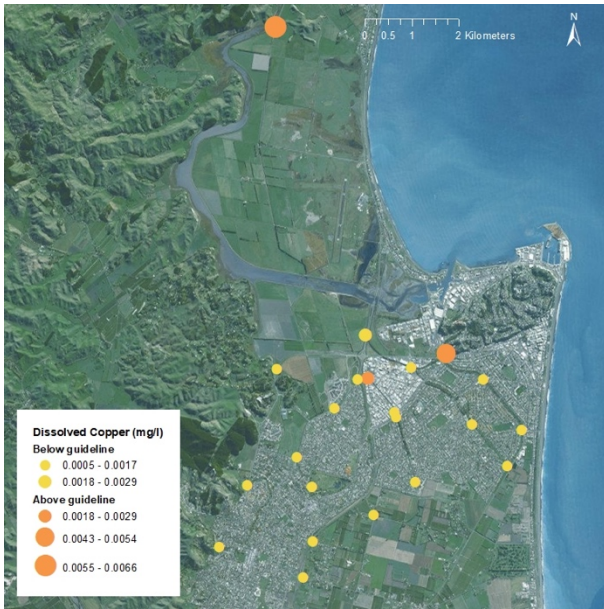 N
0 0.5 1 2 Kilometers
Dissolved Copper (mg/l)
Below guideline
0.0005 - 0.0017
0.0018 - 0.0029
Above guideline
0.0018 - 0.0029
0.0043 - 0.0054
0.0055 - 0.0066